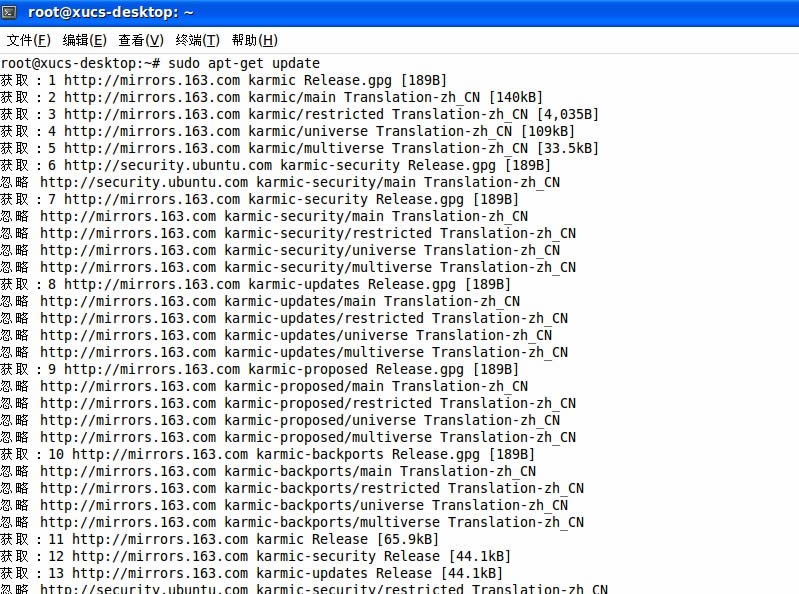 root@xucs-desktop: ~
文件(F) 编辑(E) 查看(V) 终端(T) 帮助(H)
root@xucs-desktop:~# sudo apt-get update
获取：1 http://mirrors.163.com karmic Release.gpg [189B]
获取：2 http://mirrors.163.com karmic/main Translation-zh_CN [140kB]
获取：3 http://mirrors.163.com karmic/restricted Translation-zh_CN [4,035B]
获取：4 http://mirrors.163.com karmic/universe Translation-zh_CN [109kB]
获取：5 http://mirrors.163.com karmic/multiverse Translation-zh_CN [33.5kB]
获取：6 http://security.ubuntu.com karmic-security Release.gpg [189B]
忽略 http://security.ubuntu.com karmic-security/main Translation-zh_CN
获取：7 http://mirrors.163.com karmic-security Release.gpg [189B]
忽略 http://mirrors.163.com karmic-security/main Translation-zh_CN
忽略 http://mirrors.163.com karmic-security/restricted Translation-zh_CN
忽略 http://mirrors.163.com karmic-security/universe Translation-zh_CN
忽略 http://mirrors.163.com karmic-security/multiverse Translation-zh_CN
获取：8 http://mirrors.163.com karmic-updates Release.gpg [189B]
忽略 http://mirrors.163.com karmic-updates/main Translation-zh_CN
忽略 http://mirrors.163.com karmic-updates/restricted Translation-zh_CN
忽略 http://mirrors.163.com karmic-updates/universe Translation-zh_CN
忽略 http://mirrors.163.com karmic-updates/multiverse Translation-zh_CN
获取：9 http://mirrors.163.com karmic-proposed Release.gpg [189B]
忽略 http://mirrors.163.com karmic-proposed/main Translation-zh_CN
忽略 http://mirrors.163.com karmic-proposed/restricted Translation-zh_CN
忽略 http://mirrors.163.com karmic-proposed/universe Translation-zh_CN
忽略 http://mirrors.163.com karmic-proposed/multiverse Translation-zh_CN
获取：10 http://mirrors.163.com karmic-backports Release.gpg [189B]
忽略 http://mirrors.163.com karmic-backports/main Translation-zh_CN
忽略 http://mirrors.163.com karmic-backports/restricted Translation-zh_CN
忽略 http://mirrors.163.com karmic-backports/universe Translation-zh_CN
忽略 http://mirrors.163.com karmic-backports/multiverse Translation-zh_CN
获取：11 http://mirrors.163.com karmic Release [65.9kB]
获取：12 http://mirrors.163.com karmic-security Release [44.1kB]
获取：13 http://mirrors.163.com karmic-updates Release [44.1kB]
忽略 http://security.ubuntu.com karmic-security/restricted Translation-zh_CN